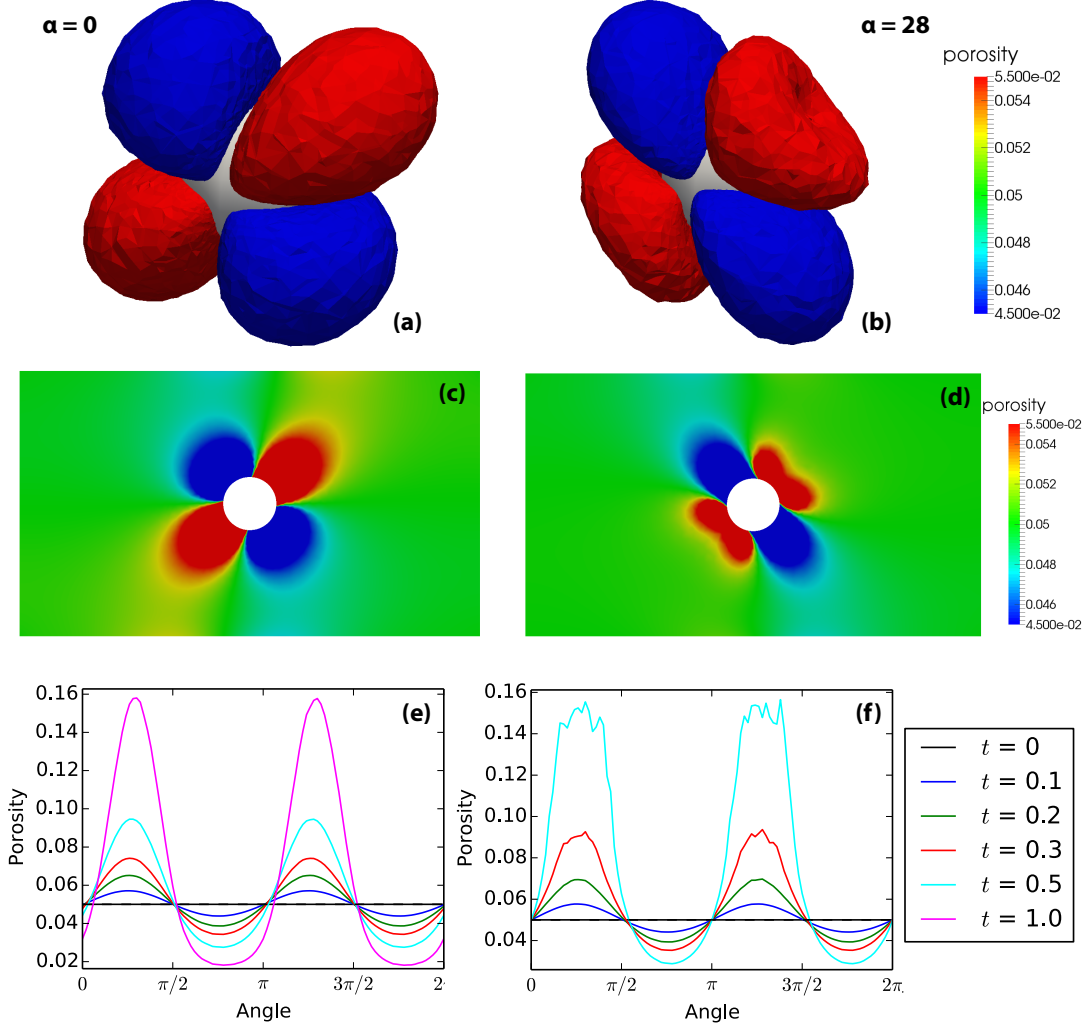 α = 0
α = 28
porosity
5.500e-02
0.054
0.052
0.05
0.048
0.046
4.500e-02
(a)
(b)
(c)
(d)
porosity
5.500e-02
0.054
0.052
0.05
0.048
0.046
4.500e-02
(e)
0.16
0.14
0.12
0.10
0.08
0.06
0.04
0.02
Porosity
0
π/2
π
3π/2
2
Angle
(f)
0.16
0.14
0.12
0.10
0.08
0.06
0.04
Porosity
0
π/2
π
3π/2
2π
Angle
t = 0
t = 0.1
t = 0.2
t = 0.3
t = 0.5
t = 1.0